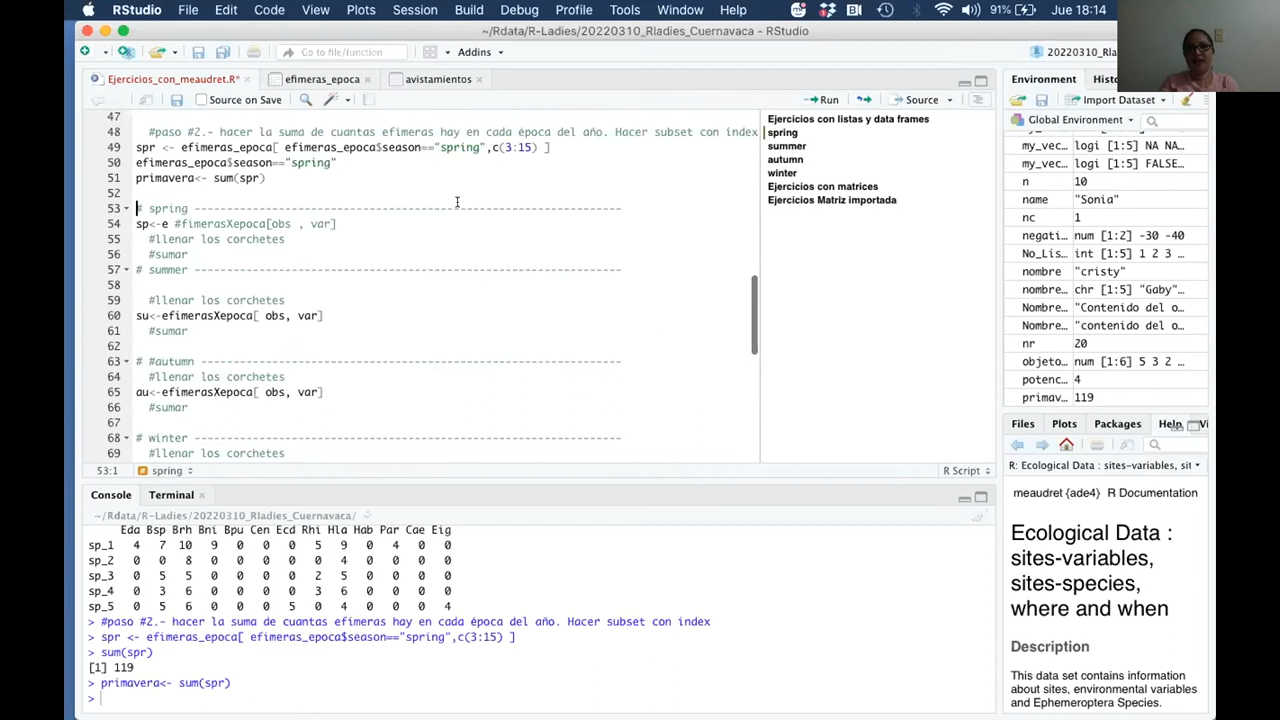 RStudio File Edit Code View Plots Session Build Debug Profile Tools Window Help 91% Jue 18:14
~/Rdata/R-Ladies/20220310_Rladies_Cuernavaca - RStudio
Go to file/function Addins 20220310_Rla
Ejercicios_con_meaudret.R* efimeras_epoca avistamientos Environment Histo
Source on Save Run Source Import Dataset
Global Environment
47
48 #paso #2.- hacer la suma de cuantas efimeras hay en cada época del año. Hacer subset con index
49 spr <- efimeras_epoca[ efimeras_epoca$season=="spring",c(3:15) ]
50 efimeras_epoca$season=="spring"
51 primavera<- sum(spr)
52
53 # spring ----------------------------------------------------------------------
54 sp<-e #fimerasXepoca[obs , var]
55 #llenar los corchetes
56 #sumar
57 # summer ----------------------------------------------------------------------
58
59 #llenar los corchetes
60 su<-efimerasXepoca[ obs, var]
61 #sumar
62
63 # #autumn ---------------------------------------------------------------------
64 #llenar los corchetes
65 au<-efimerasXepoca[ obs, var]
66 #sumar
67
68 # winter ----------------------------------------------------------------------
69 #llenar los corchetes
53:1 spring R Script
Ejercicios con listas y data frames
spring
summer
autumn
winter
Ejercicios con matrices
Ejercicios Matriz importada
my_vec… logi [1:5] NA NA…
my_vec… logi [1:5] FALSE…
n 10
name "Sonia"
nc 1
negati… num [1:2] -30 -40
No_Lis… int [1:5] 1 2 3 …
nombre "cristy"
nombre… chr [1:5] "Gaby"…
Nombre… "Contenido del o…
Nombre… "contenido del o…
nr 20
objeto… num [1:6] 5 3 2 …
potenc… 4
primav… 119
Files Plots Packages Help Vi
R: Ecological Data : sites-variables, sit
meaudret {ade4} R Documentation
Ecological Data :
sites-variables,
sites-species,
where and when
Description
This data set contains information
about sites, environmental variables
and Ephemeroptera Species.
Console Terminal
~/Rdata/R-Ladies/20220310_Rladies_Cuernavaca/
Eda Bsp Brh Bni Bpu Cen Ecd Rhi Hla Hab Par Cae Eig
sp_1 4 7 10 9 0 0 0 5 9 0 4 0 0
sp_2 0 0 8 0 0 0 0 0 4 0 0 0 0
sp_3 0 5 5 0 0 0 0 2 5 0 0 0 0
sp_4 0 3 6 0 0 0 0 3 6 0 0 0 0
sp_5 0 5 6 0 0 0 5 0 4 0 0 0 4
> #paso #2.- hacer la suma de cuantas efimeras hay en cada época del año. Hacer subset con index
> spr <- efimeras_epoca[ efimeras_epoca$season=="spring",c(3:15) ]
> sum(spr)
[1] 119
> primavera<- sum(spr)
>